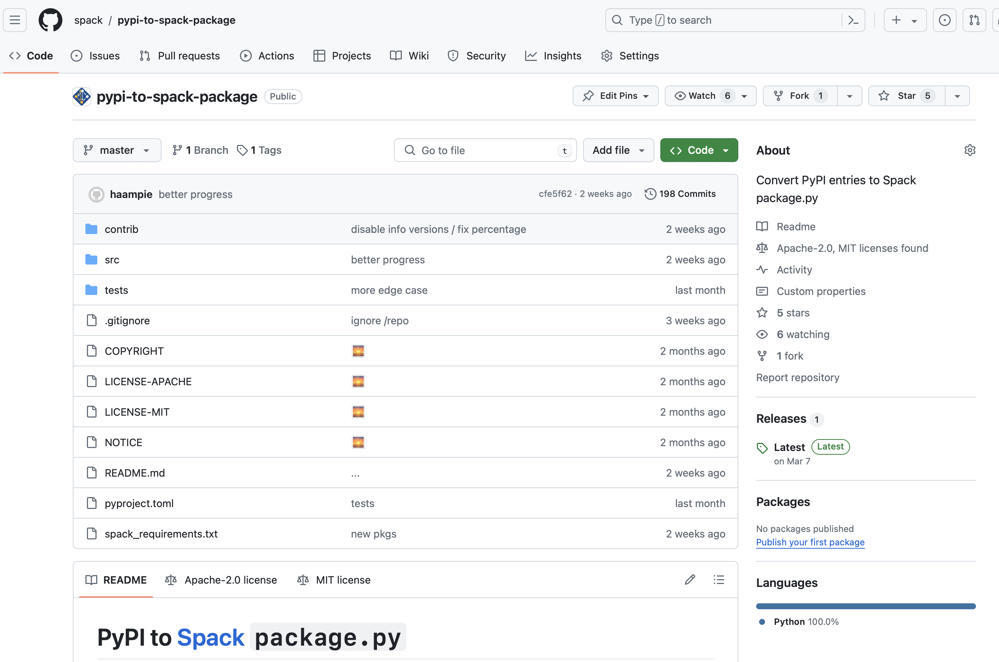 spack / pypi-to-spack-package
Type / to search
Code Issues Pull requests Actions Projects Wiki Security Insights Settings
pypi-to-spack-package Public
Edit Pins Watch 6 Fork 1 Star 5
master 1 Branch 1 Tags
Go to file t Add file Code
haampie better progress cfe5f62 · 2 weeks ago 198 Commits
contrib disable info versions / fix percentage 2 weeks ago
src better progress 2 weeks ago
tests more edge case last month
.gitignore ignore /repo 3 weeks ago
COPYRIGHT 🌅 2 months ago
LICENSE-APACHE 🌅 2 months ago
LICENSE-MIT 🌅 2 months ago
NOTICE 🌅 2 months ago
README.md ... 2 weeks ago
pyproject.toml tests last month
spack_requirements.txt new pkgs 2 weeks ago
README Apache-2.0 license MIT license
PyPI to Spack package.py
About
Convert PyPI entries to Spack
package.py
Readme
Apache-2.0, MIT licenses found
Activity
Custom properties
5 stars
6 watching
1 fork
Report repository
Releases 1
Latest Latest
on Mar 7
Packages
No packages published
Publish your first package
Languages
Python 100.0%